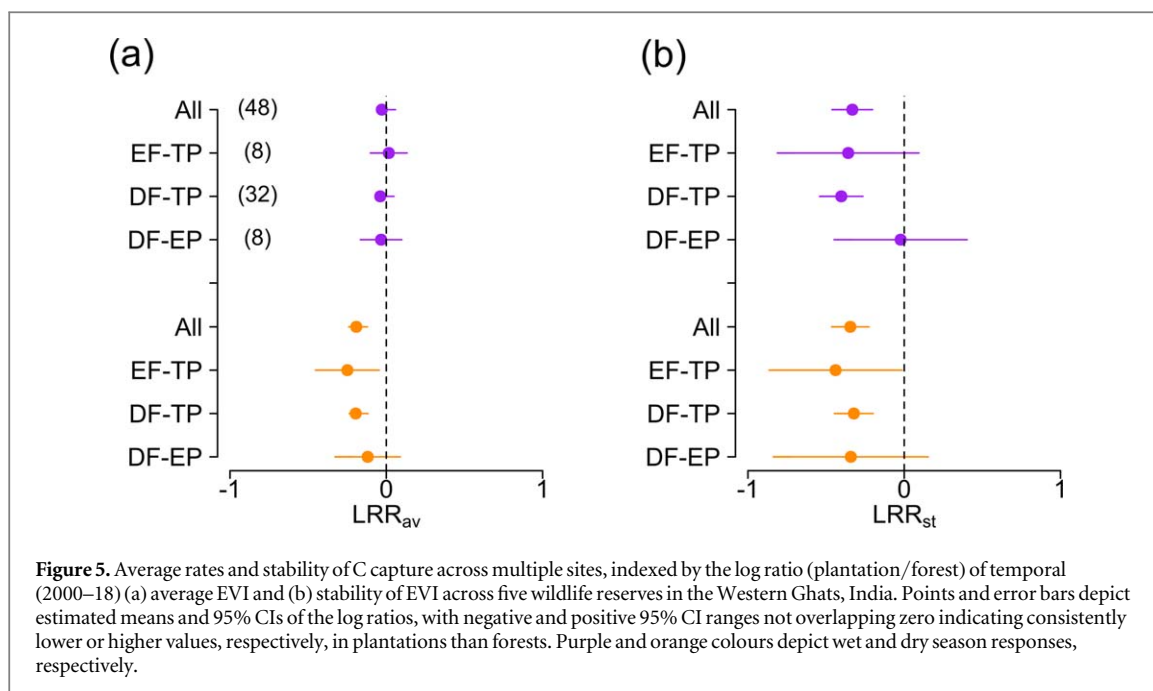 (a)
All (48)
EF-TP (8)
DF-TP (32)
DF-EP (8)
All
EF-TP
DF-TP
DF-EP
-1 0 1
LRRav
(b)
All
EF-TP
DF-TP
DF-EP
All
EF-TP
DF-TP
DF-EP
-1 0 1
LRRst
Figure 5. Average rates and stability of C capture across multiple sites, indexed by the log ratio (plantation/forest) of temporal
(2000–18) (a) average EVI and (b) stability of EVI across five wildlife reserves in the Western Ghats, India. Points and error bars depict
estimated means and 95% CIs of the log ratios, with negative and positive 95% CI ranges not overlapping zero indicating consistently
lower or higher values, respectively, in plantations than forests. Purple and orange colours depict wet and dry season responses,
respectively.